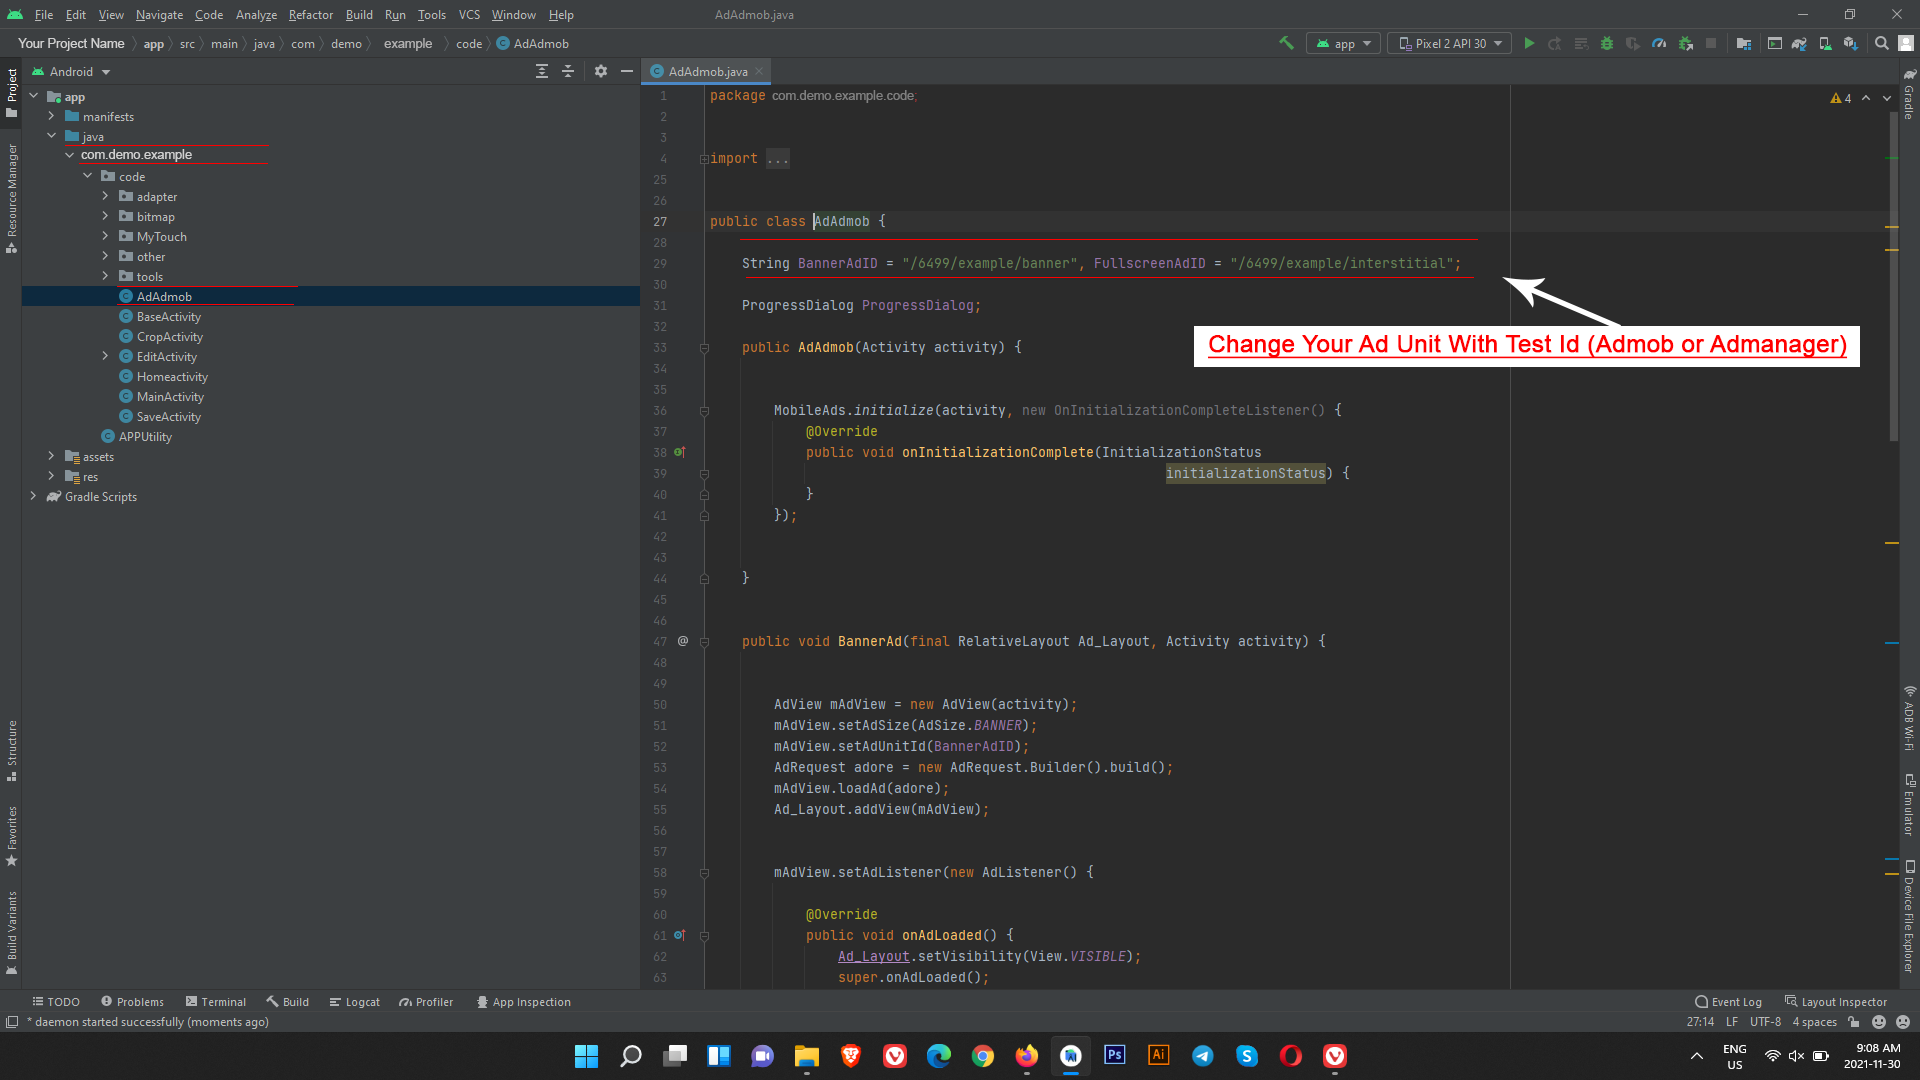 File Edit View Navigate Code Analyze Refactor Build Run Tools VCS Window Help AdAdmob.java
Your Project Name app src main java com demo example code AdAdmob app Pixel 2 API 30
Project
Resource Manager
Structure
Favorites
Build Variants
Android
app
manifests
java
com.demo.example
code
adapter
bitmap
MyTouch
other
tools
AdAdmob
BaseActivity
CropActivity
EditActivity
Homeactivity
MainActivity
SaveActivity
APPUtility
assets
res
Gradle Scripts
AdAdmob.java
4
1 package com.demo.example.code;
2
3
4 import ...
25
26
27 public class AdAdmob {
28
29 String BannerAdID = "/6499/example/banner", FullscreenAdID = "/6499/example/interstitial";
30
31 ProgressDialog ProgressDialog;
32
33 public AdAdmob(Activity activity) {
34
35
36 MobileAds.initialize(activity, new OnInitializationCompleteListener() {
37 @Override
38 public void onInitializationComplete(InitializationStatus
39 initializationStatus) {
40 }
41 });
42
43
44 }
45
46
47 @ public void BannerAd(final RelativeLayout Ad_Layout, Activity activity) {
48
49
50 AdView mAdView = new AdView(activity);
51 mAdView.setAdSize(AdSize.BANNER);
52 mAdView.setAdUnitId(BannerAdID);
53 AdRequest adore = new AdRequest.Builder().build();
54 mAdView.loadAd(adore);
55 Ad_Layout.addView(mAdView);
56
57
58 mAdView.setAdListener(new AdListener() {
59
60 @Override
61 public void onAdLoaded() {
62 Ad_Layout.setVisibility(View.VISIBLE);
63 super.onAdLoaded();
Change Your Ad Unit With Test Id (Admob or Admanager)
Gradle
ADB Wi-Fi
Emulator
Device File Explorer
TODO Problems Terminal Build Logcat Profiler App Inspection Event Log Layout Inspector
* daemon started successfully (moments ago) 27:14 LF UTF-8 4 spaces
Ps Ai
ENG
US
9:08 AM
2021-11-30